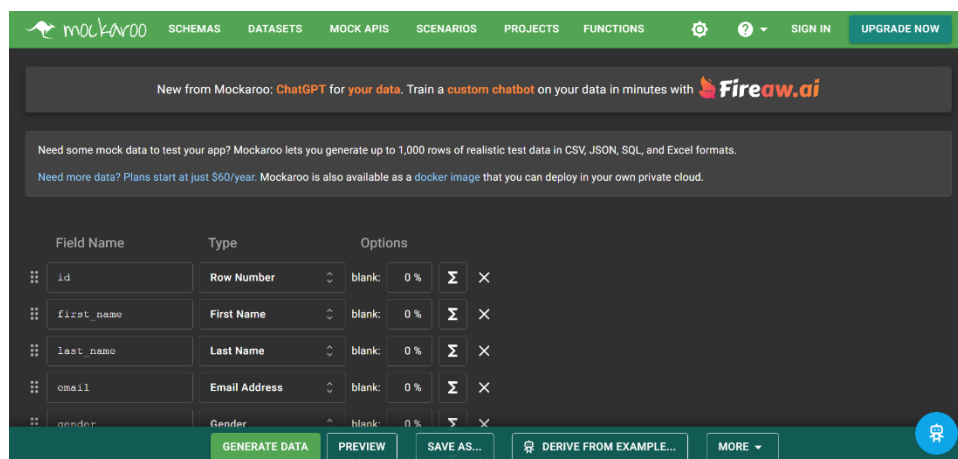 mockaroo SCHEMAS DATASETS MOCK APIS SCENARIOS PROJECTS FUNCTIONS ? SIGN IN UPGRADE NOW
New from Mockaroo: ChatGPT for your data. Train a custom chatbot on your data in minutes with Fireaw.ai
Need some mock data to test your app? Mockaroo lets you generate up to 1,000 rows of realistic test data in CSV, JSON, SQL, and Excel formats.
Need more data? Plans start at just $60/year. Mockaroo is also available as a docker image that you can deploy in your own private cloud.
Field Name Type Options
id Row Number blank: 0 % Σ
first_name First Name blank: 0 % Σ
last_name Last Name blank: 0 % Σ
email Email Address blank: 0 % Σ
gender Gender blank: 0 % Σ
GENERATE DATA PREVIEW SAVE AS... DERIVE FROM EXAMPLE... MORE